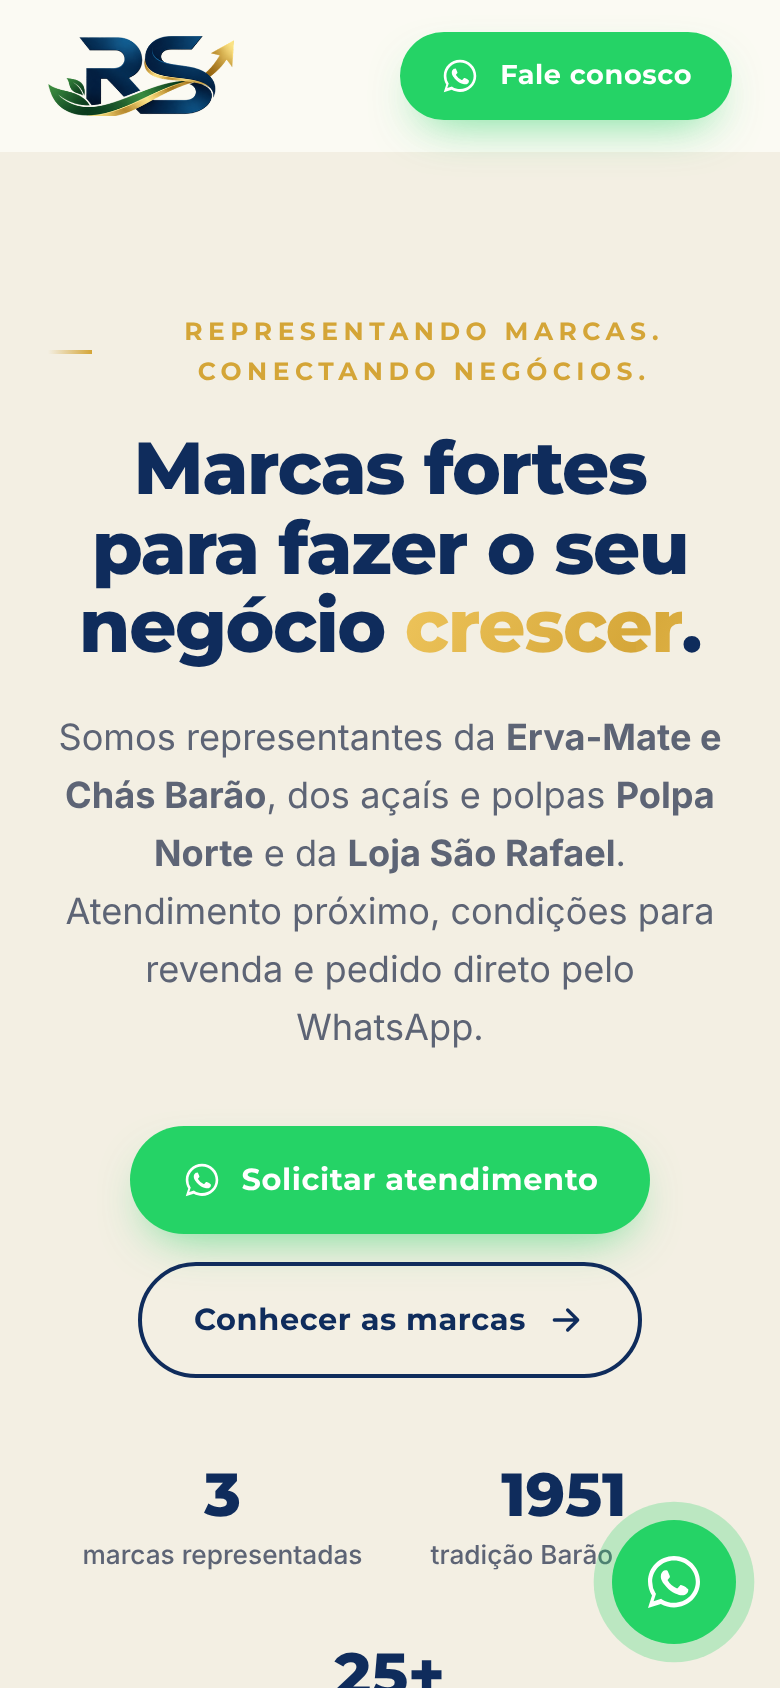 RS
Fale conosco
REPRESENTANDO MARCAS.
CONECTANDO NEGÓCIOS.
Marcas fortes
para fazer o seu
negócio crescer.
Somos representantes da Erva-Mate e
Chás Barão, dos açaís e polpas Polpa
Norte e da Loja São Rafael.
Atendimento próximo, condições para
revenda e pedido direto pelo
WhatsApp.
Solicitar atendimento
Conhecer as marcas
3
marcas representadas
1951
tradição Barão
25+